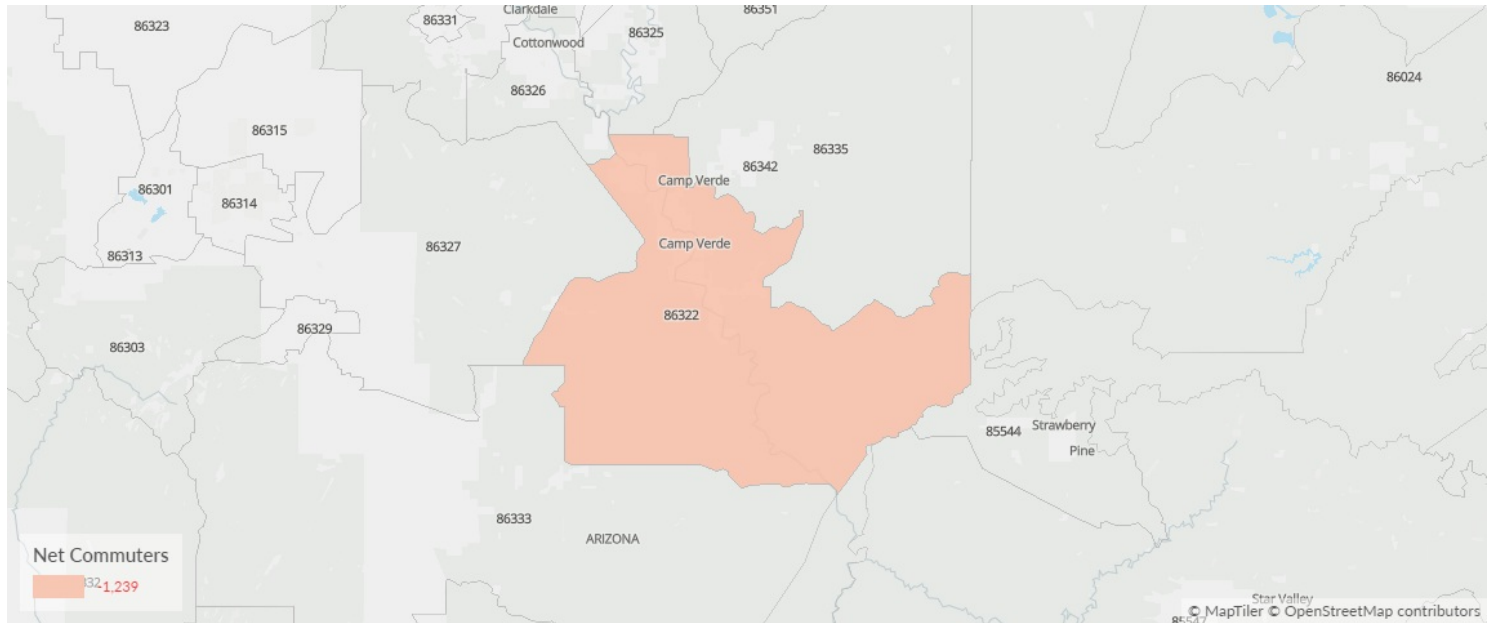 Clarkdale
86351
86323
86331
86325
Cottonwood
86024
86326
86315
86335
86342
Camp Verde
86301
86314
86327
Camp Verde
86313
86322
86329
86303
85544
Strawberry
Pine
86333
ARIZONA
Net Commuters
-1,239
Star Valley
© MapTiler © OpenStreetMap contributors